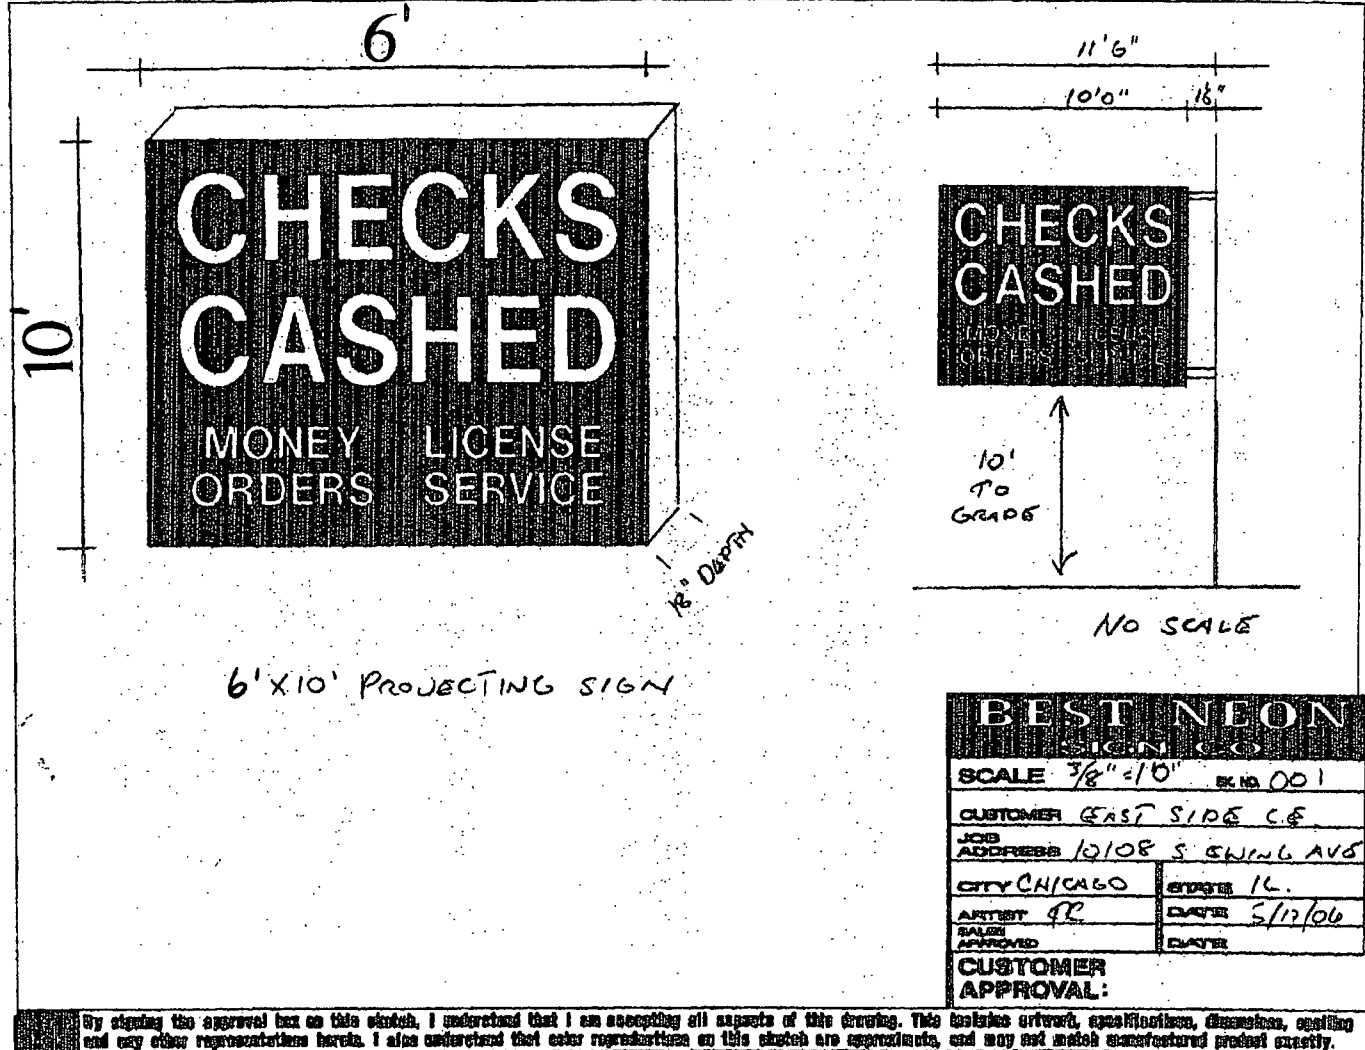 6'
10'
CHECKS
CASHED
MONEY LICENSE
ORDERS SERVICE
18" DEPTH
6' X 10' PROJECTING SIGN
11'6"
10'0" 18"
CHECKS
CASHED
MONEY LICENSE
ORDERS SERVICE
10'
TO
GRADE
NO SCALE
BEST NEON
SIGN CO
SCALE 3/8"=1'0" SK. NO. 001
CUSTOMER EAST SIDE C.E.
JOB
ADDRESS 10108 S EWING AVE
CITY CHICAGO STATE IL.
ARTIST DATE
SALES
APPROVED DATE
CUSTOMER
APPROVAL:
By signing the approval box on this sketch, I understand that I am accepting all aspects of this drawing. This includes artwork, specifications, dimensions, spelling
and any other representations herein. I also understand that color reproductions on this sketch are approximate, and may not match manufactured product exactly.